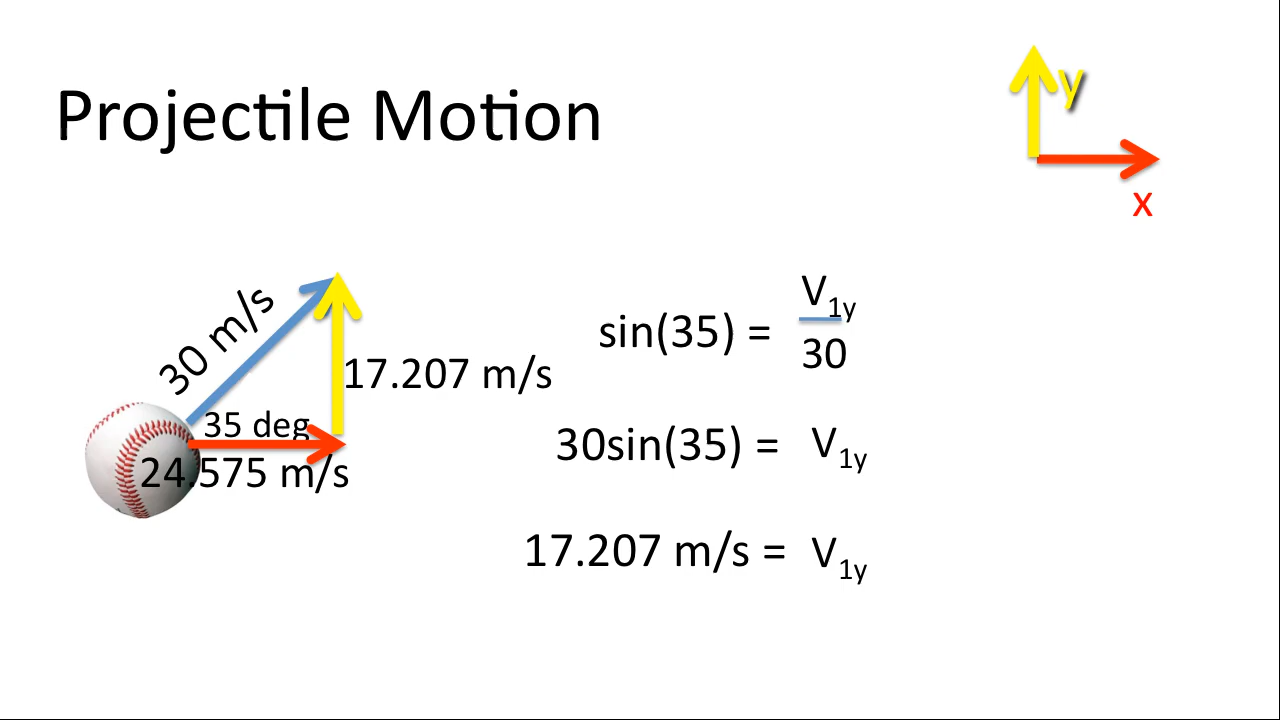 Projectile Motion
y
x
30 m/s
17.207 m/s
35 deg
24.575 m/s
sin(35) =
V1y
30
30sin(35) = V1y
17.207 m/s = V1y